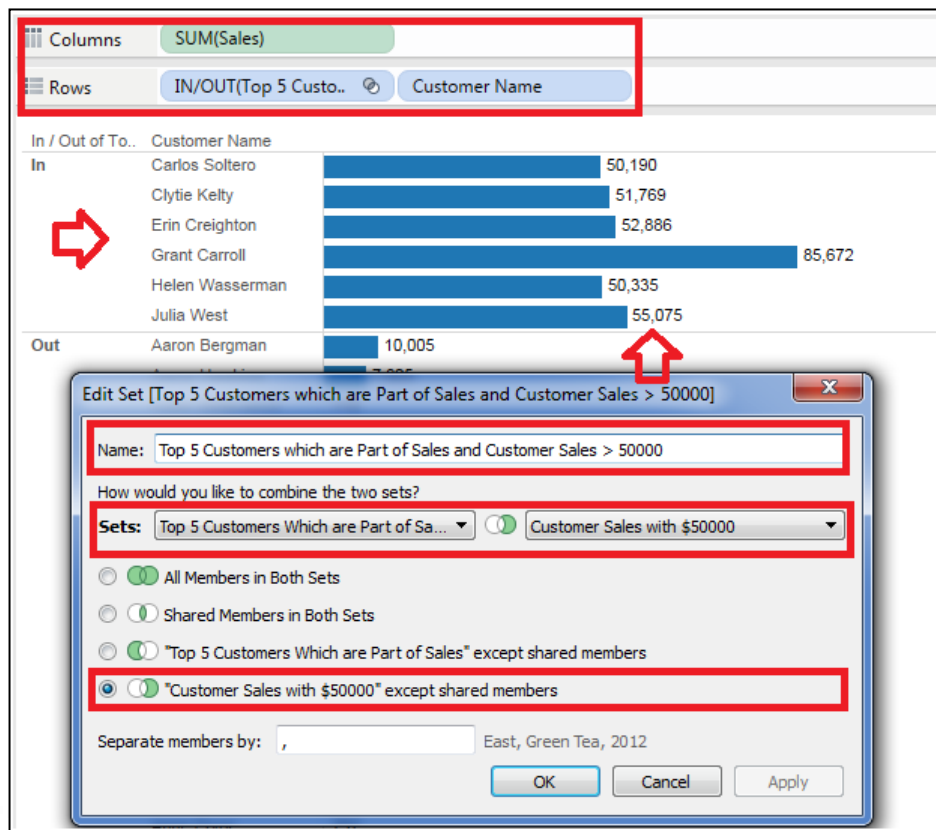 Columns SUM(Sales)
Rows IN/OUT(Top 5 Custo.. Customer Name
In / Out of To.. Customer Name
In Carlos Soltero 50,190
Clytie Kelty 51,769
Erin Creighton 52,886
Grant Carroll 85,672
Helen Wasserman 50,335
Julia West 55,075
Out Aaron Bergman 10,005
Edit Set [Top 5 Customers which are Part of Sales and Customer Sales > 50000]
Name: Top 5 Customers which are Part of Sales and Customer Sales > 50000
How would you like to combine the two sets?
Sets: Top 5 Customers Which are Part of Sa... Customer Sales with $50000
All Members in Both Sets
Shared Members in Both Sets
"Top 5 Customers Which are Part of Sales" except shared members
"Customer Sales with $50000" except shared members
Separate members by: , East, Green Tea, 2012
OK Cancel Apply